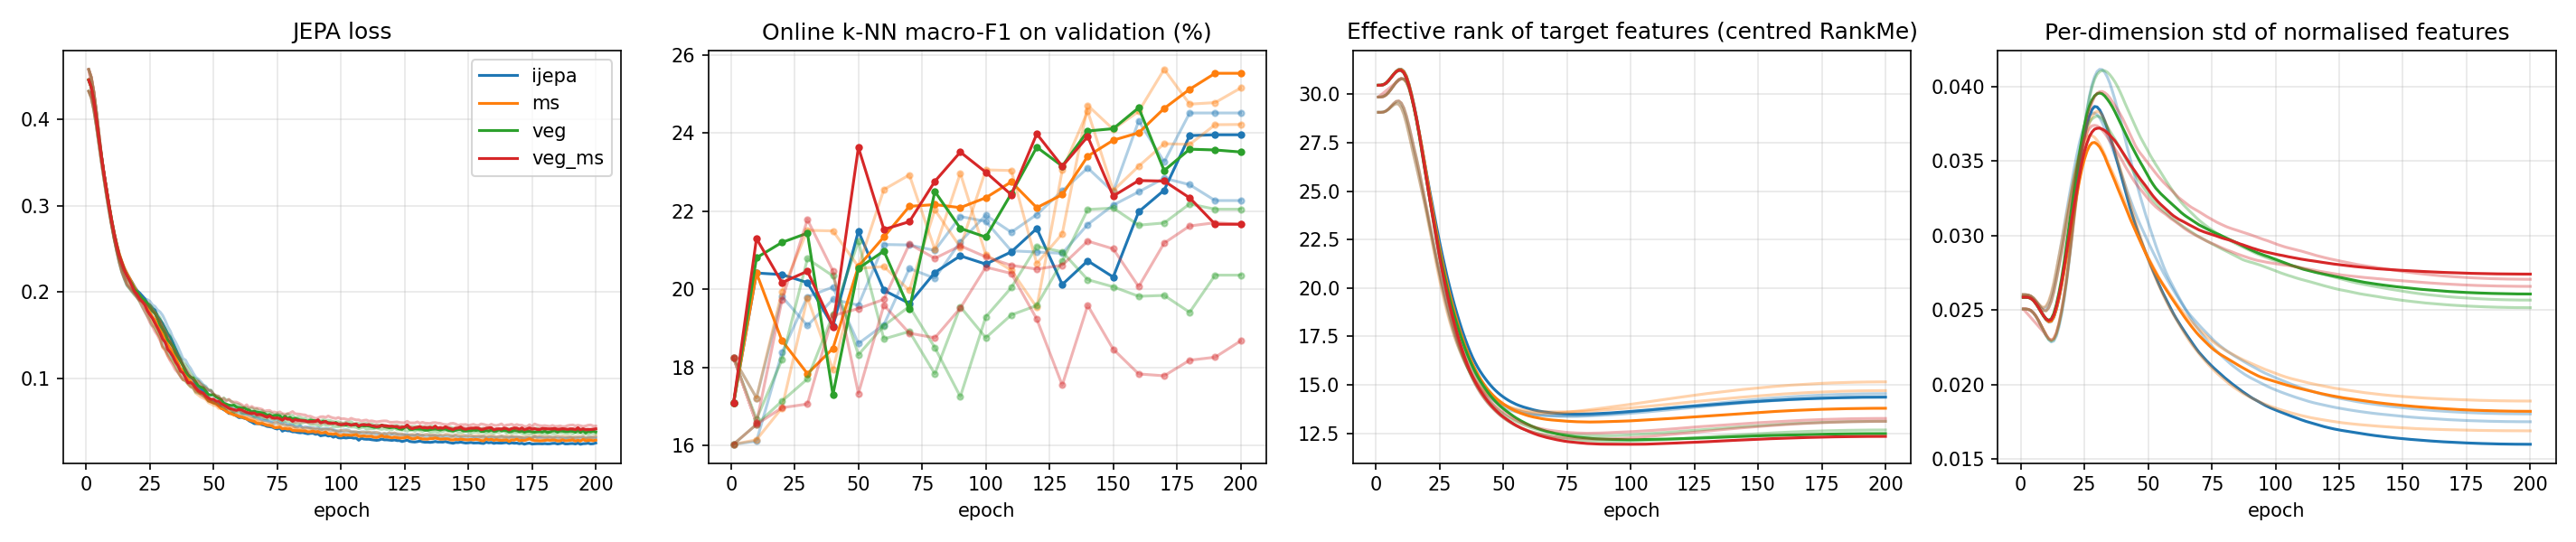 JEPA loss
0.4
0.3
0.2
0.1
0 25 50 75 100 125 150 175 200
epoch
ijepa
ms
veg
veg_ms
Online k-NN macro-F1 on validation (%)
26
24
22
20
18
16
0 25 50 75 100 125 150 175 200
epoch
Effective rank of target features (centred RankMe)
30.0
27.5
25.0
22.5
20.0
17.5
15.0
12.5
0 25 50 75 100 125 150 175 200
epoch
Per-dimension std of normalised features
0.040
0.035
0.030
0.025
0.020
0.015
0 25 50 75 100 125 150 175 200
epoch